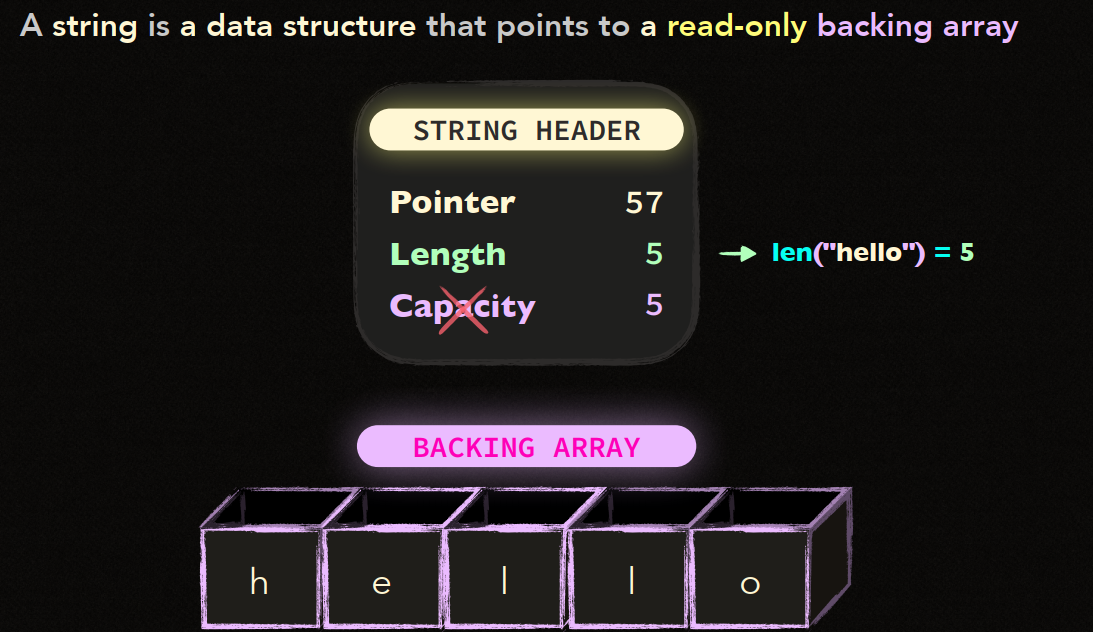 A string is a data structure that points to a read-only backing array
STRING HEADER
Pointer 57
Length 5 len("hello") = 5
Capacity 5
BACKING ARRAY
h e l l o